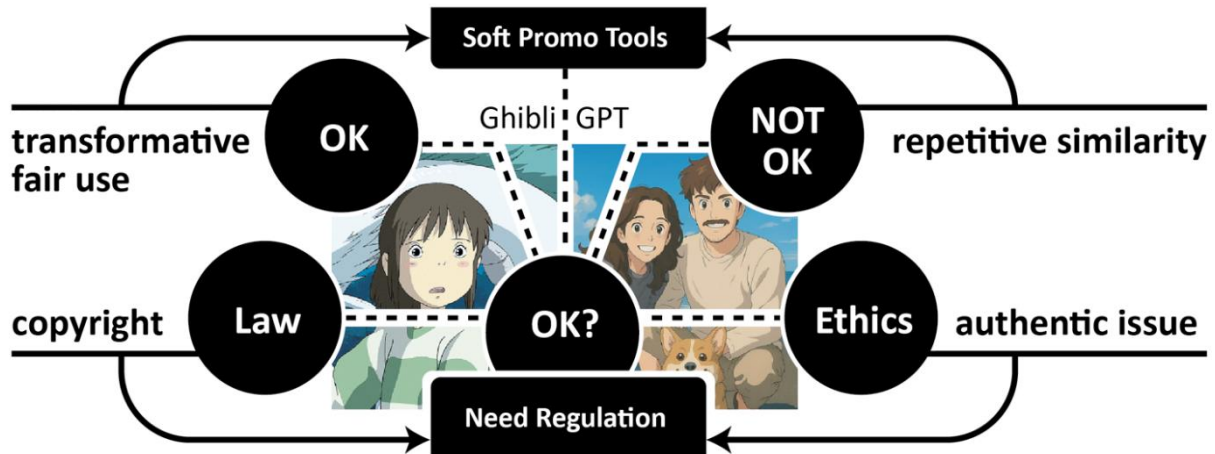 Soft Promo Tools
Ghibli GPT
OK
NOT
OK
transformative
fair use
repetitive similarity
copyright
Law
OK?
Ethics
authentic issue
Need Regulation